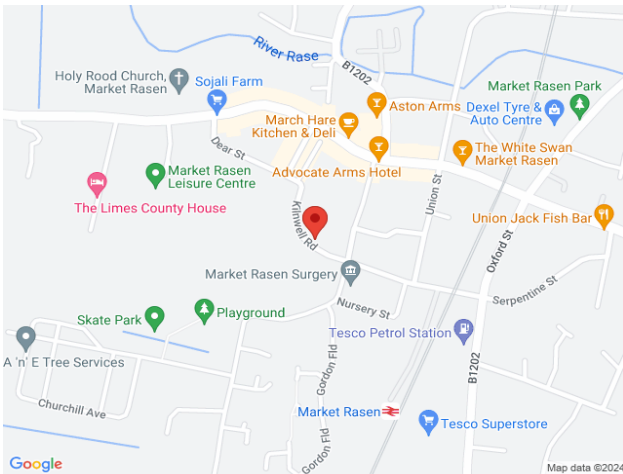 River Rase
B1202
Holy Rood Church,
Market Rasen
Sojali Farm
Market Rasen Park
Aston Arms
Dexel Tyre &
Auto Centre
March Hare
Kitchen & Deli
The White Swan
Market Rasen
Dear St
Market Rasen
Leisure Centre
Advocate Arms Hotel
Union St
The Limes County House
Kilnwell Rd
Union Jack Fish Bar
Oxford St
Market Rasen Surgery
Serpentine St
Nursery St
Skate Park
Playground
Tesco Petrol Station
A 'n' E Tree Services
Gordon Fld
B1202
Churchill Ave
Market Rasen
Tesco Superstore
Gordon Fld
Google
Map data ©2024